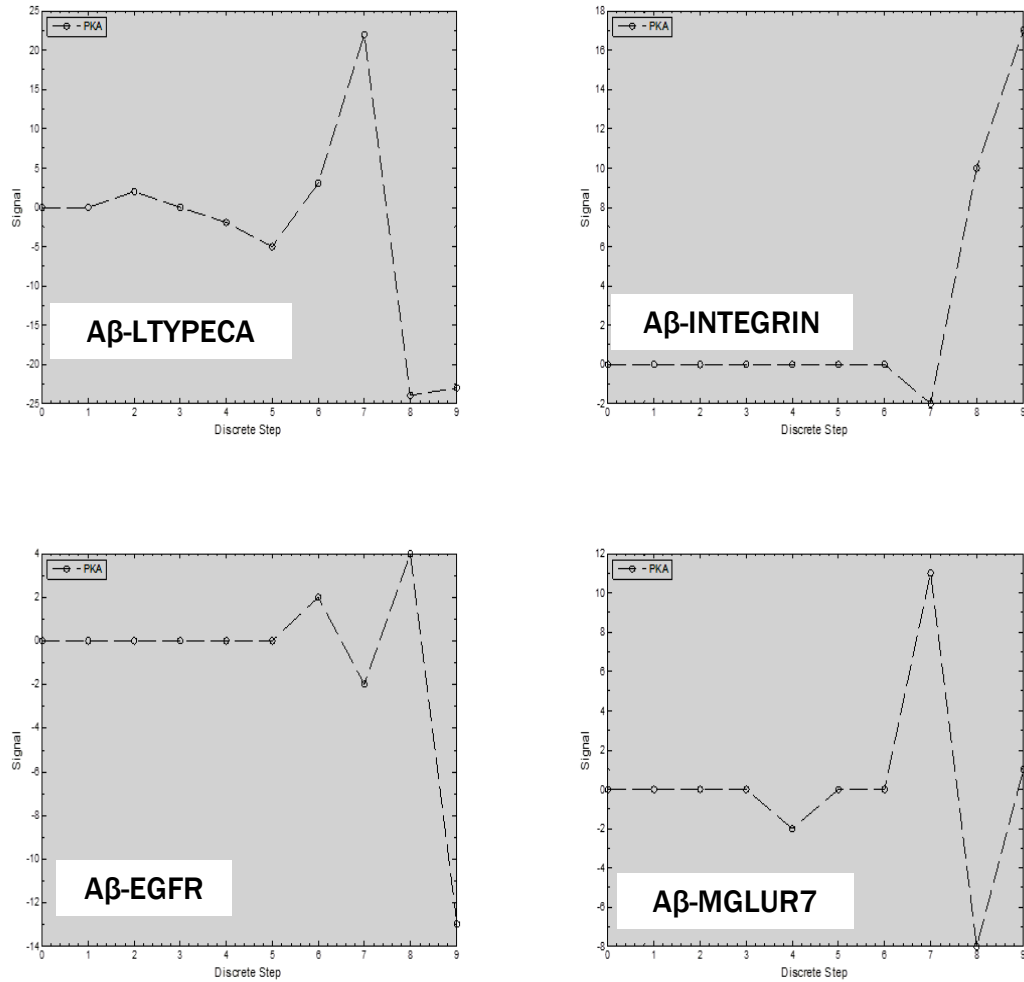 25
- PKA
20
15
10
5
0
-5
-10
-15
-20
-25
Signal
0 1 2 3 4 5 6 7 8 9
Discrete Step
Aβ-LTYPECA
18
- PKA
16
14
12
10
8
6
4
2
0
-2
Signal
0 1 2 3 4 5 6 7 8 9
Discrete Step
Aβ-INTEGRIN
4
- PKA
2
0
-2
-4
-6
-8
-10
-12
-14
Signal
0 1 2 3 4 5 6 7 8 9
Discrete Step
Aβ-EGFR
12
- PKA
10
8
6
4
2
0
-2
-4
-6
-8
Signal
0 1 2 3 4 5 6 7 8 9
Discrete Step
Aβ-MGLUR7